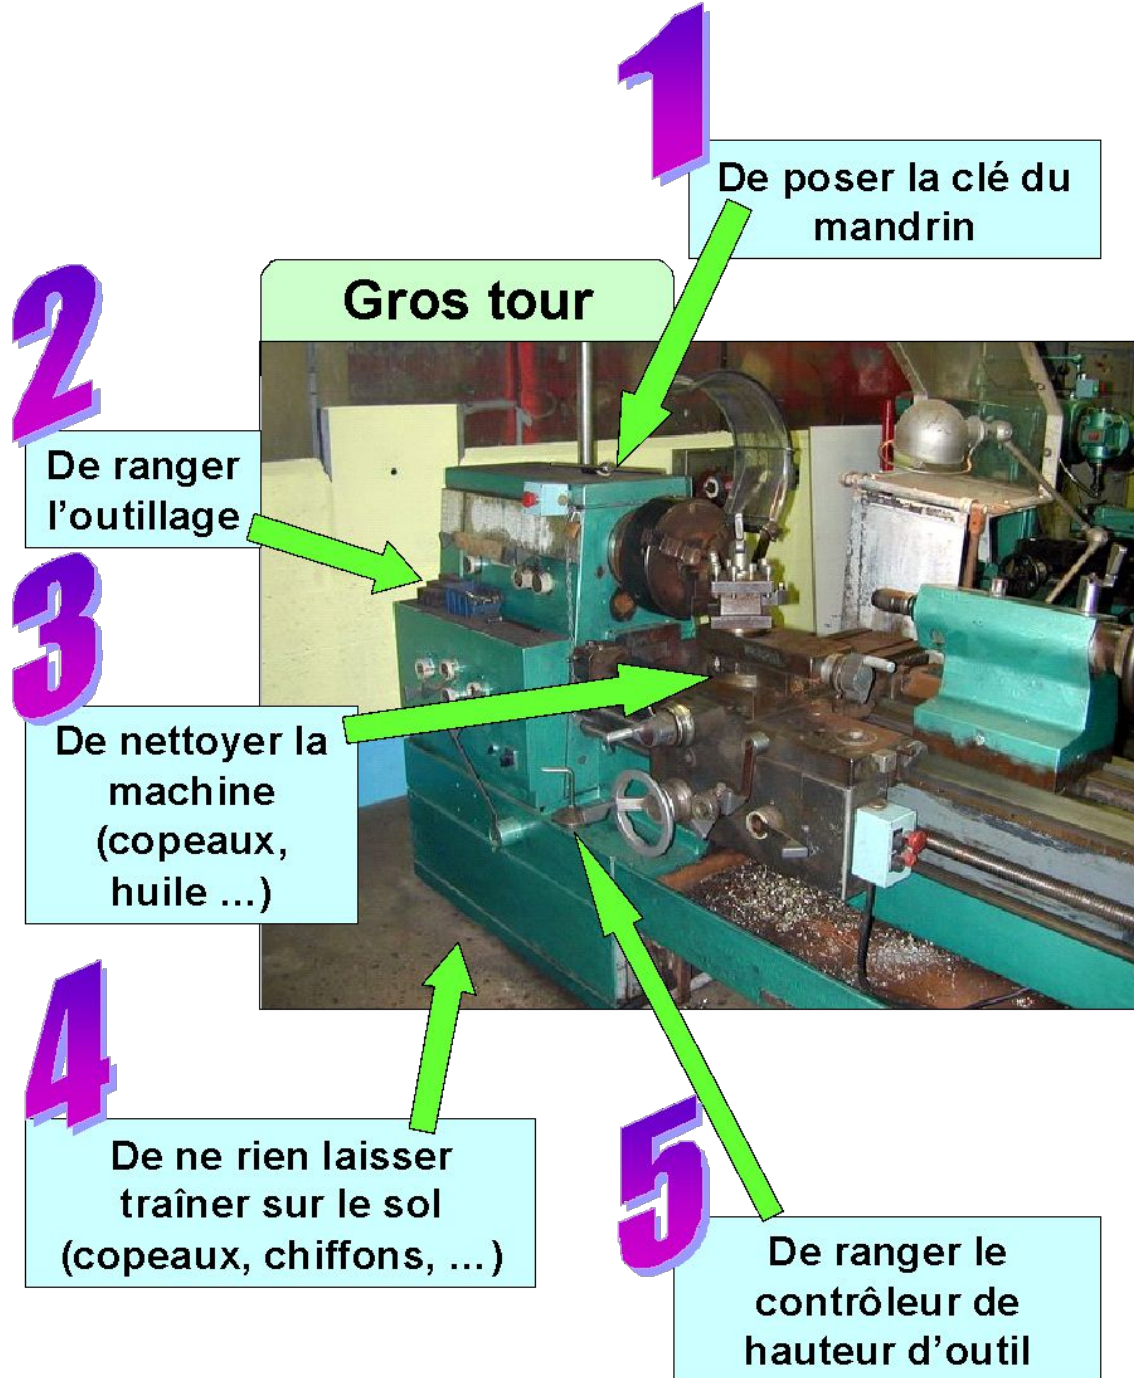 1
De poser la clé du
mandrin
Gros tour
2
De ranger
l'outillage
3
De nettoyer la
machine
(copeaux,
huile ...)
4
De ne rien laisser
traîner sur le sol
(copeaux, chiffons, ...)
5
De ranger le
contrôleur de
hauteur d'outil